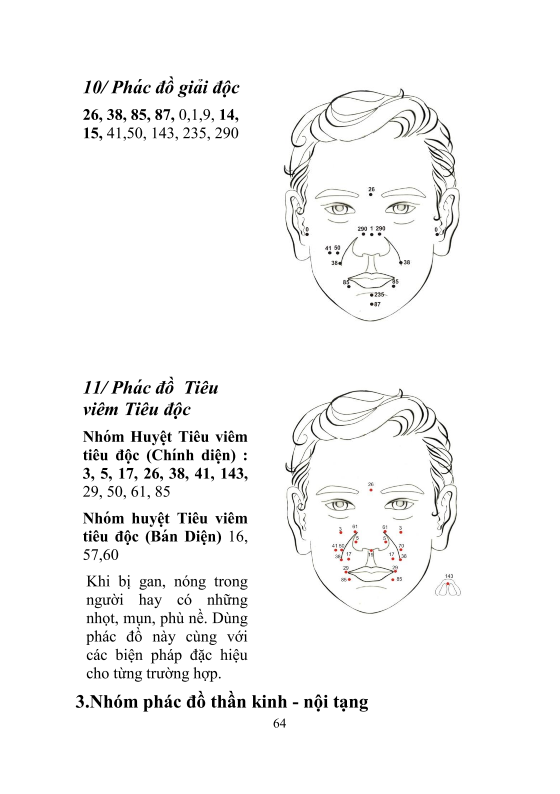 10/ Phác đồ giải độc
26, 38, 85, 87, 0,1,9, 14,
15, 41,50, 143, 235, 290
26
0
290 1 290
0
41 50
38
38
85
85
235
87
11/ Phác đồ Tiêu
viêm Tiêu độc
Nhóm Huyệt Tiêu viêm
tiêu độc (Chính diện) :
3, 5, 17, 26, 38, 41, 143,
29, 50, 61, 85
Nhóm huyệt Tiêu viêm
tiêu độc (Bán Diện) 16,
57,60
Khi bị gan, nóng trong
người hay có những
nhọt, mụn, phù nề. Dùng
phác đồ này cùng với
các biện pháp đặc hiệu
cho từng trường hợp.
26
3 61 61 3
5 5
41 50 19 70
38 17 17 38
29 29
85 85
143
3.Nhóm phác đồ thần kinh - nội tạng
64